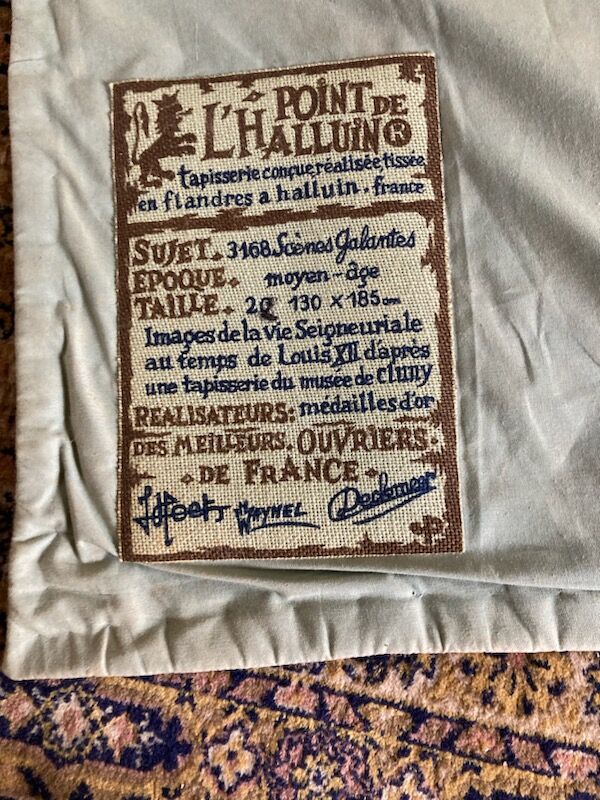 POINT DE
L'HALLUIN®
tapisserie conçue, réalisée, tissée
en flandres a halluin. france
SUJET. 3168 Scènes Galantes
EPOQUE. moyen-âge
TAILLE. 130 x 185 cm
Images de la vie Seigneuriale
au temps de Louis XII d'après
une tapisserie du musée de cluny
REALISATEURS: médailles d'or
DES MEILLEURS. OUVRIERS.
DE FRANCE